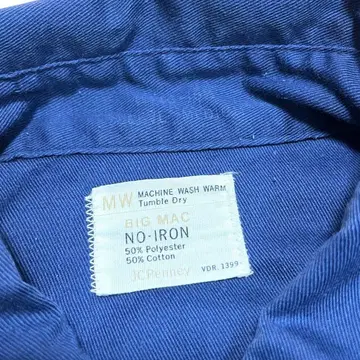 MW MACHINE WASH WARM
Tumble Dry
BIG MAC
NO-IRON
50% Polyester
50% Cotton
JCPenney VDR 1399